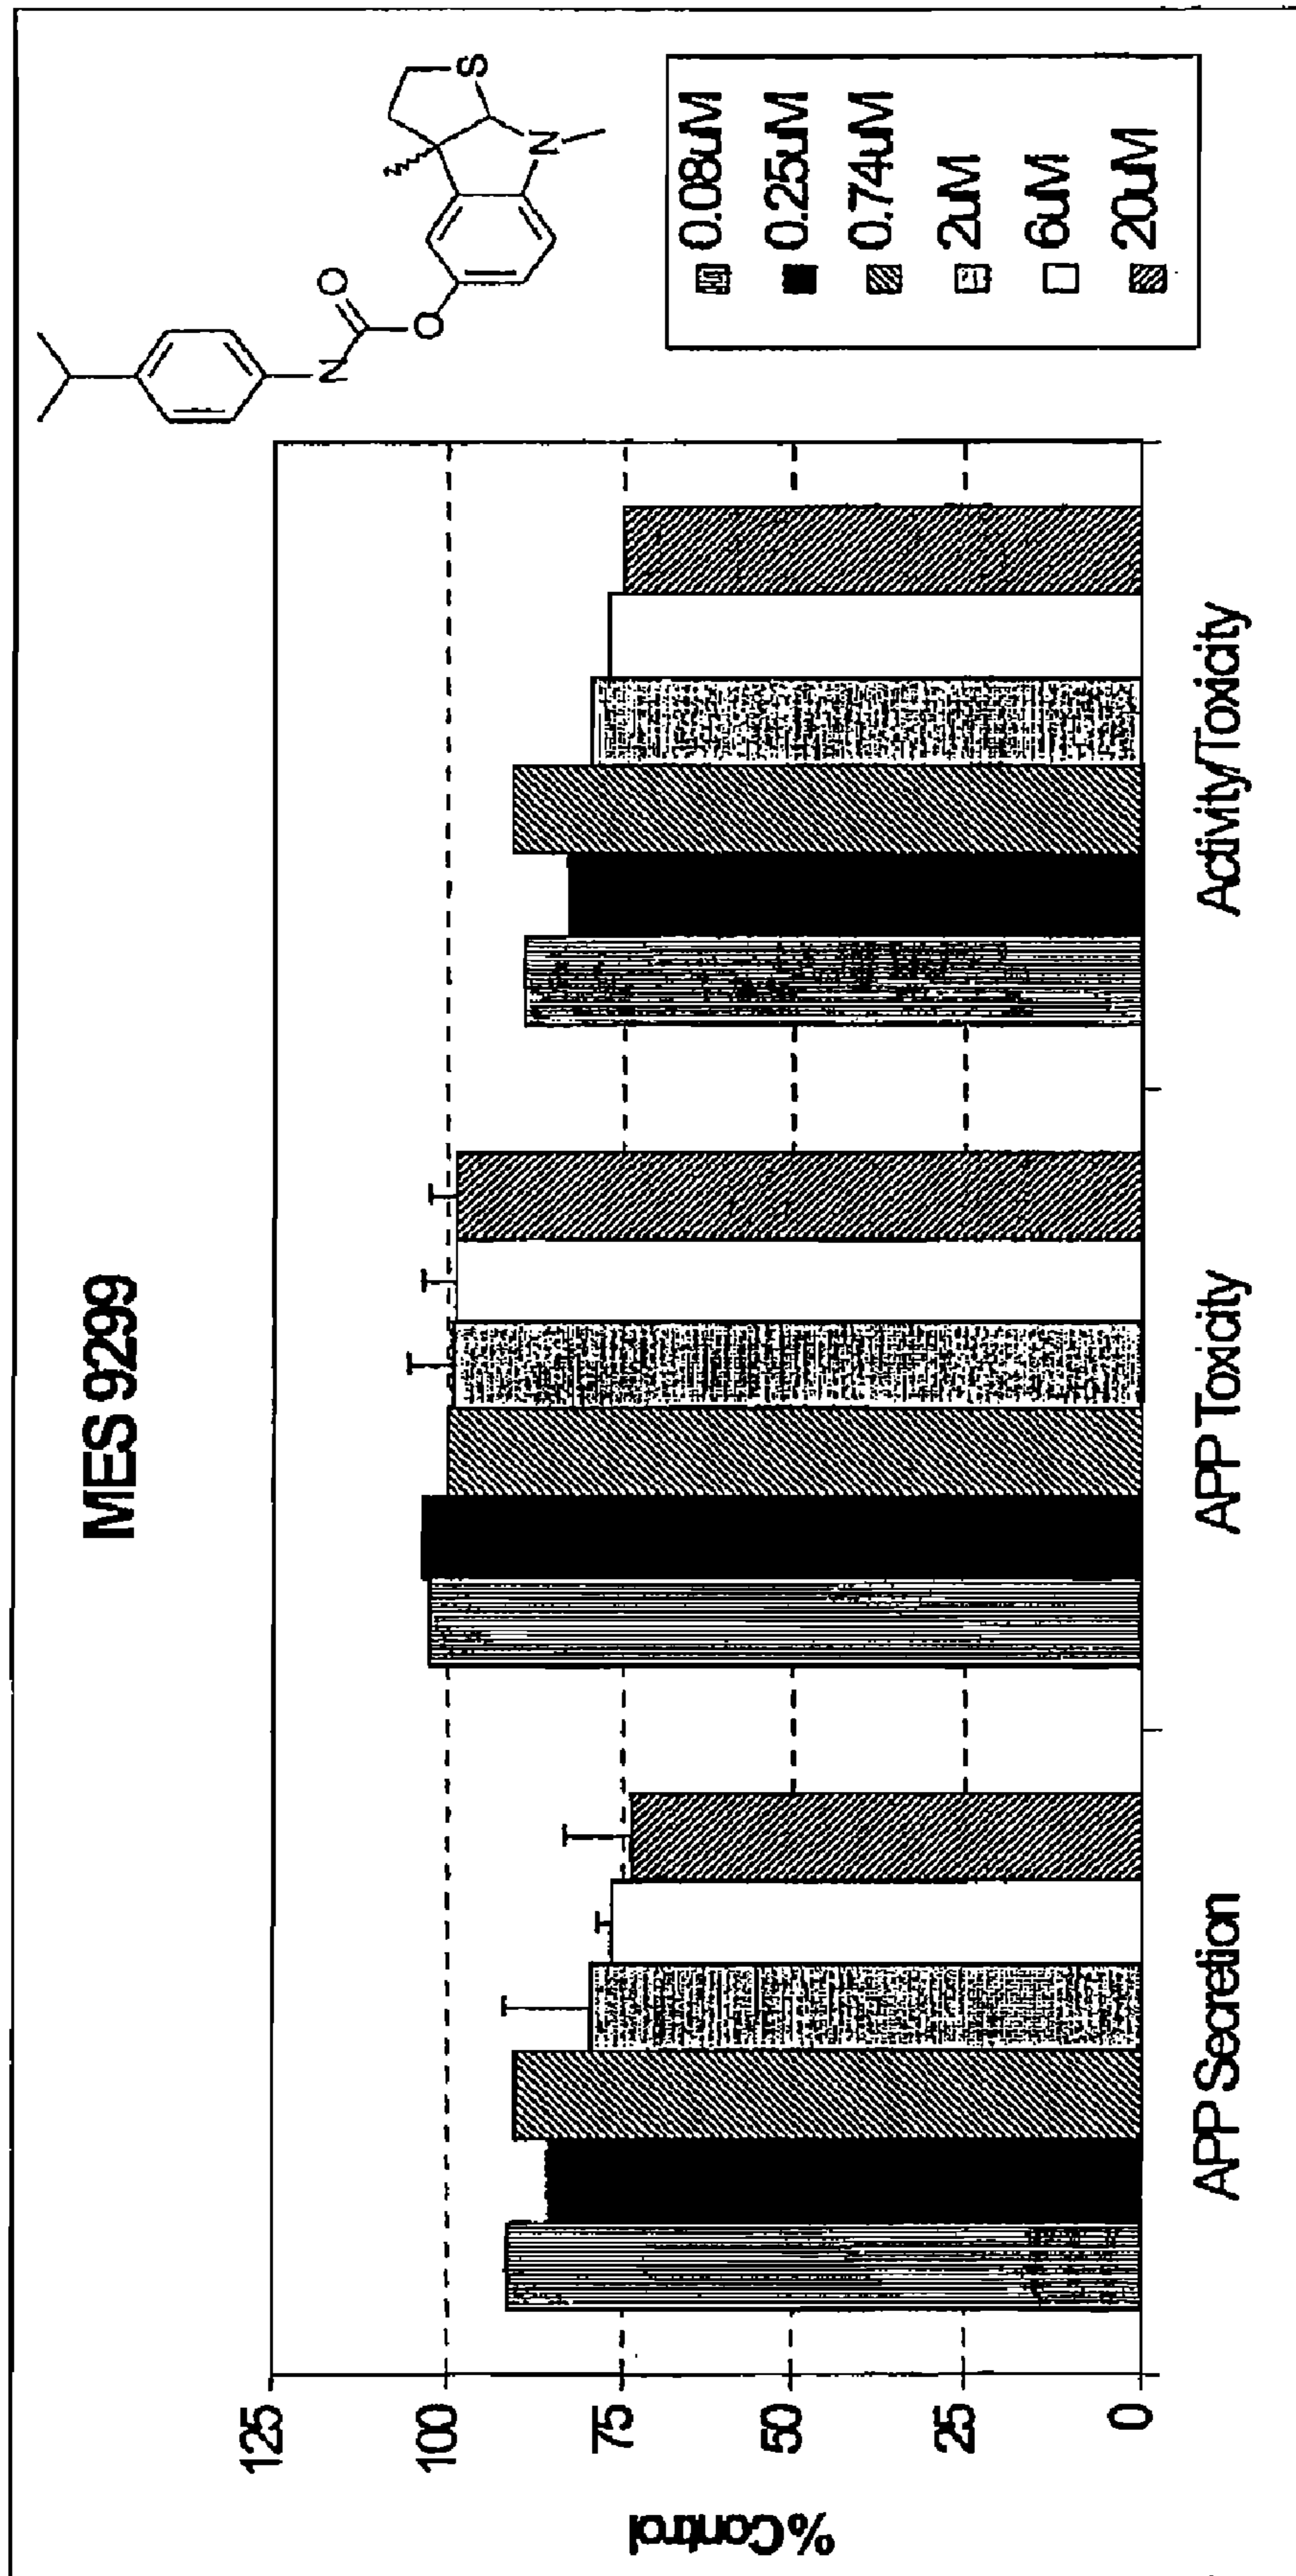 MES 9299
S
N
O
O
N
0.08uM
0.25uM
0.74uM
2uM
6uM
20uM
% Control
125
100
75
50
25
0
APP Secretion
APP Toxicity
Activity/Toxicity